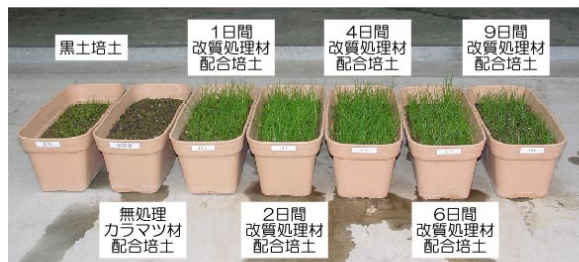 黒土培土
1日間
改質処理材
配合培土
4日間
改質処理材
配合培土
9日間
改質処理材
配合培土
無処理
カラマツ材
配合培土
2日間
改質処理材
配合培土
6日間
改質処理材
配合培土